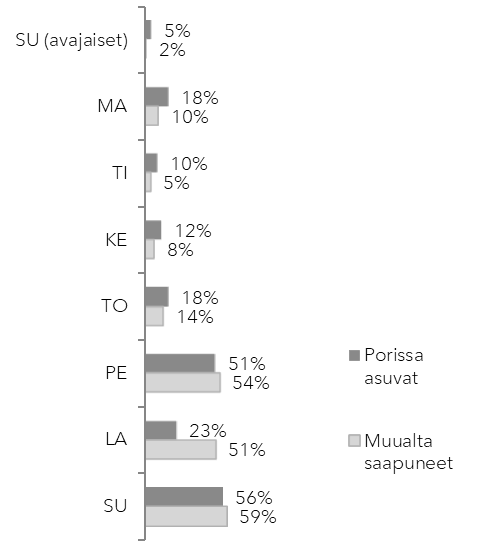 SU (avajaiset)
5%
2%
MA
18%
10%
TI
10%
5%
KE
12%
8%
TO
18%
14%
PE
51%
54%
LA
23%
51%
SU
56%
59%
Porissa
asuvat
Muualta
saapuneet